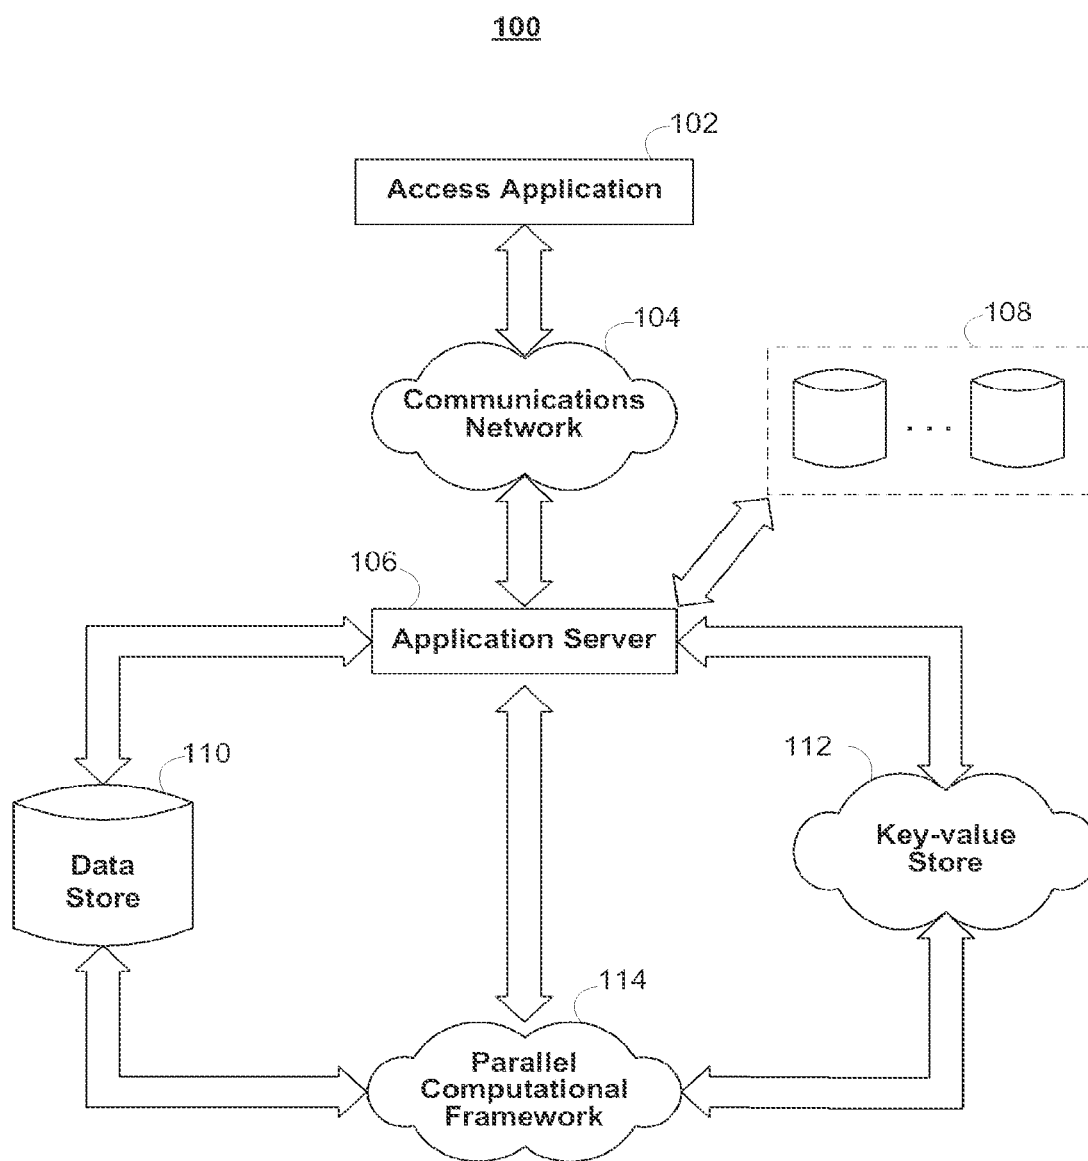 100
102
Access Application
104
Communications
Network
108
. . .
106
Application Server
110
Data
Store
112
Key-value
Store
114
Parallel
Computational
Framework